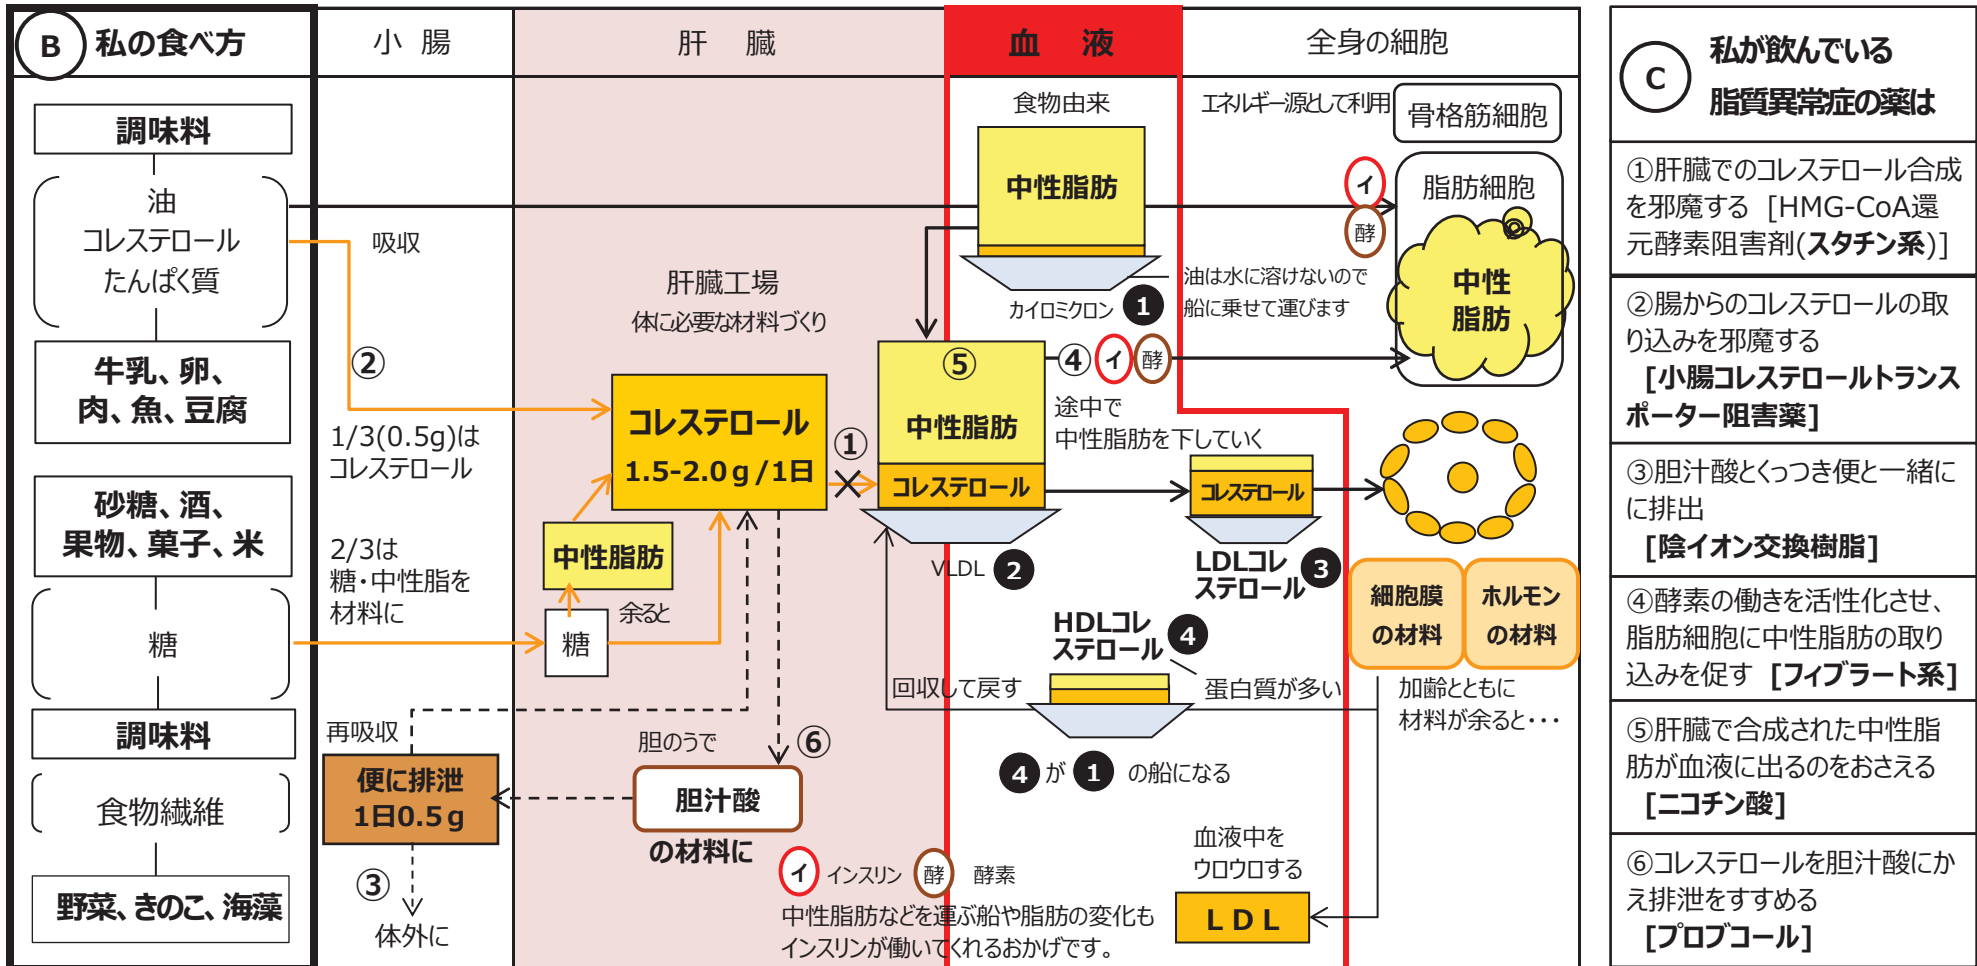 B 私の食べ方
小 腸
肝 臓
血 液
全身の細胞
調味料
油
コレステロール
たんぱく質
牛乳、卵、
肉、魚、豆腐
砂糖、酒、
果物、菓子、米
糖
調味料
食物繊維
野菜、きのこ、海藻
吸収
②
1/3(0.5g)は
コレステロール
2/3は
糖・中性脂を
材料に
再吸収
便に排泄
1日0.5g
③
体外に
肝臓工場
体に必要な材料づくり
コレステロール
1.5-2.0g/1日
①
中性脂肪
余ると
糖
胆のうで
⑥
胆汁酸
の材料に
イ インスリン 酵 酵素
中性脂肪などを運ぶ船や脂肪の変化も
インスリンが働いてくれるおかげです。
食物由来
中性脂肪
カイロミクロン ❶
油は水に溶けないので
船に乗せて運びます
⑤
中性脂肪
コレステロール
VLDL ❷
④ イ 酵
途中で
中性脂肪を下していく
コレステロール
LDLコレ
ステロール ❸
HDLコレ
ステロール ❹
回収して戻す
蛋白質が多い
❹ が ❶ の船になる
血液中を
ウロウロする
LDL
エネルギー源として利用
骨格筋細胞
イ
酵
脂肪細胞
中性
脂肪
細胞膜
の材料
ホルモン
の材料
加齢とともに
材料が余ると・・・
C 私が飲んでいる
脂質異常症の薬は
①肝臓でのコレステロール合成
を邪魔する [HMG-CoA還
元酵素阻害剤(スタチン系)]
②腸からのコレステロールの取
り込みを邪魔する
[小腸コレステロールトランス
ポーター阻害薬]
③胆汁酸とくっつき便と一緒に
に排出
[陰イオン交換樹脂]
④酵素の働きを活性化させ、
脂肪細胞に中性脂肪の取り
込みを促す [フィブラート系]
⑤肝臓で合成された中性脂
肪が血液に出るのをおさえる
[ニコチン酸]
⑥コレステロールを胆汁酸にか
え排泄をすすめる
[プロブコール]